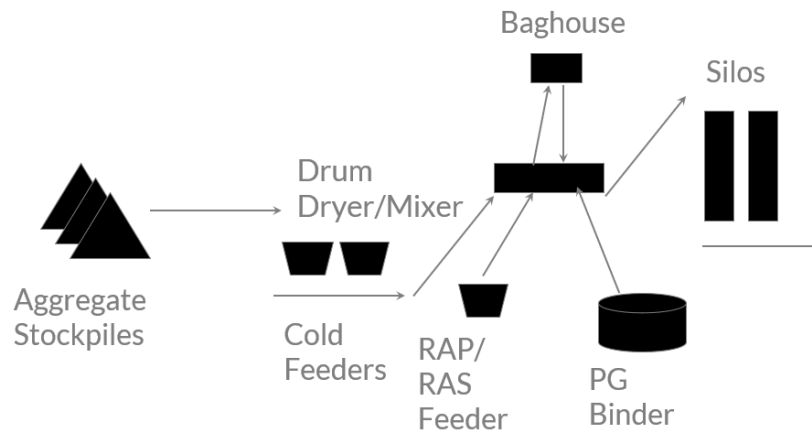 Baghouse
Silos
Drum
Dryer/Mixer
Aggregate
Stockpiles
Cold
Feeders
RAP/
RAS
Feeder
PG
Binder